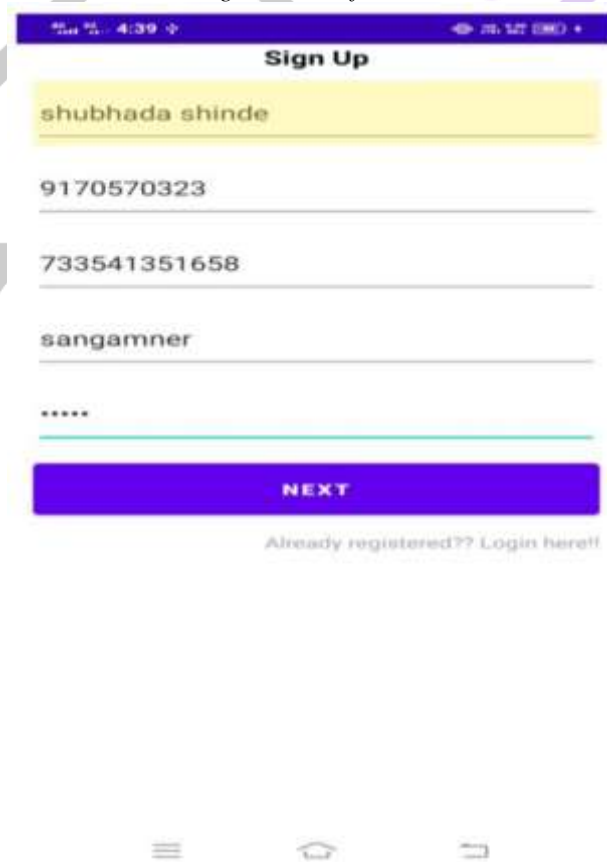 4:39
Sign Up
shubhada shinde
9170570323
733541351658
sangamner
•••••
NEXT
Already registered?? Login here!!